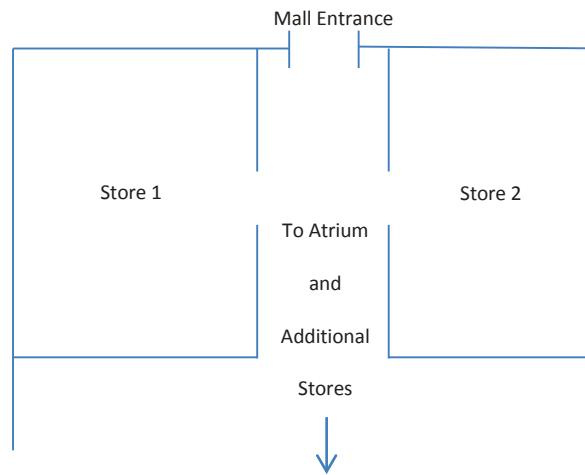 Mall Entrance
Store 1
Store 2
To Atrium
and
Additional
Stores